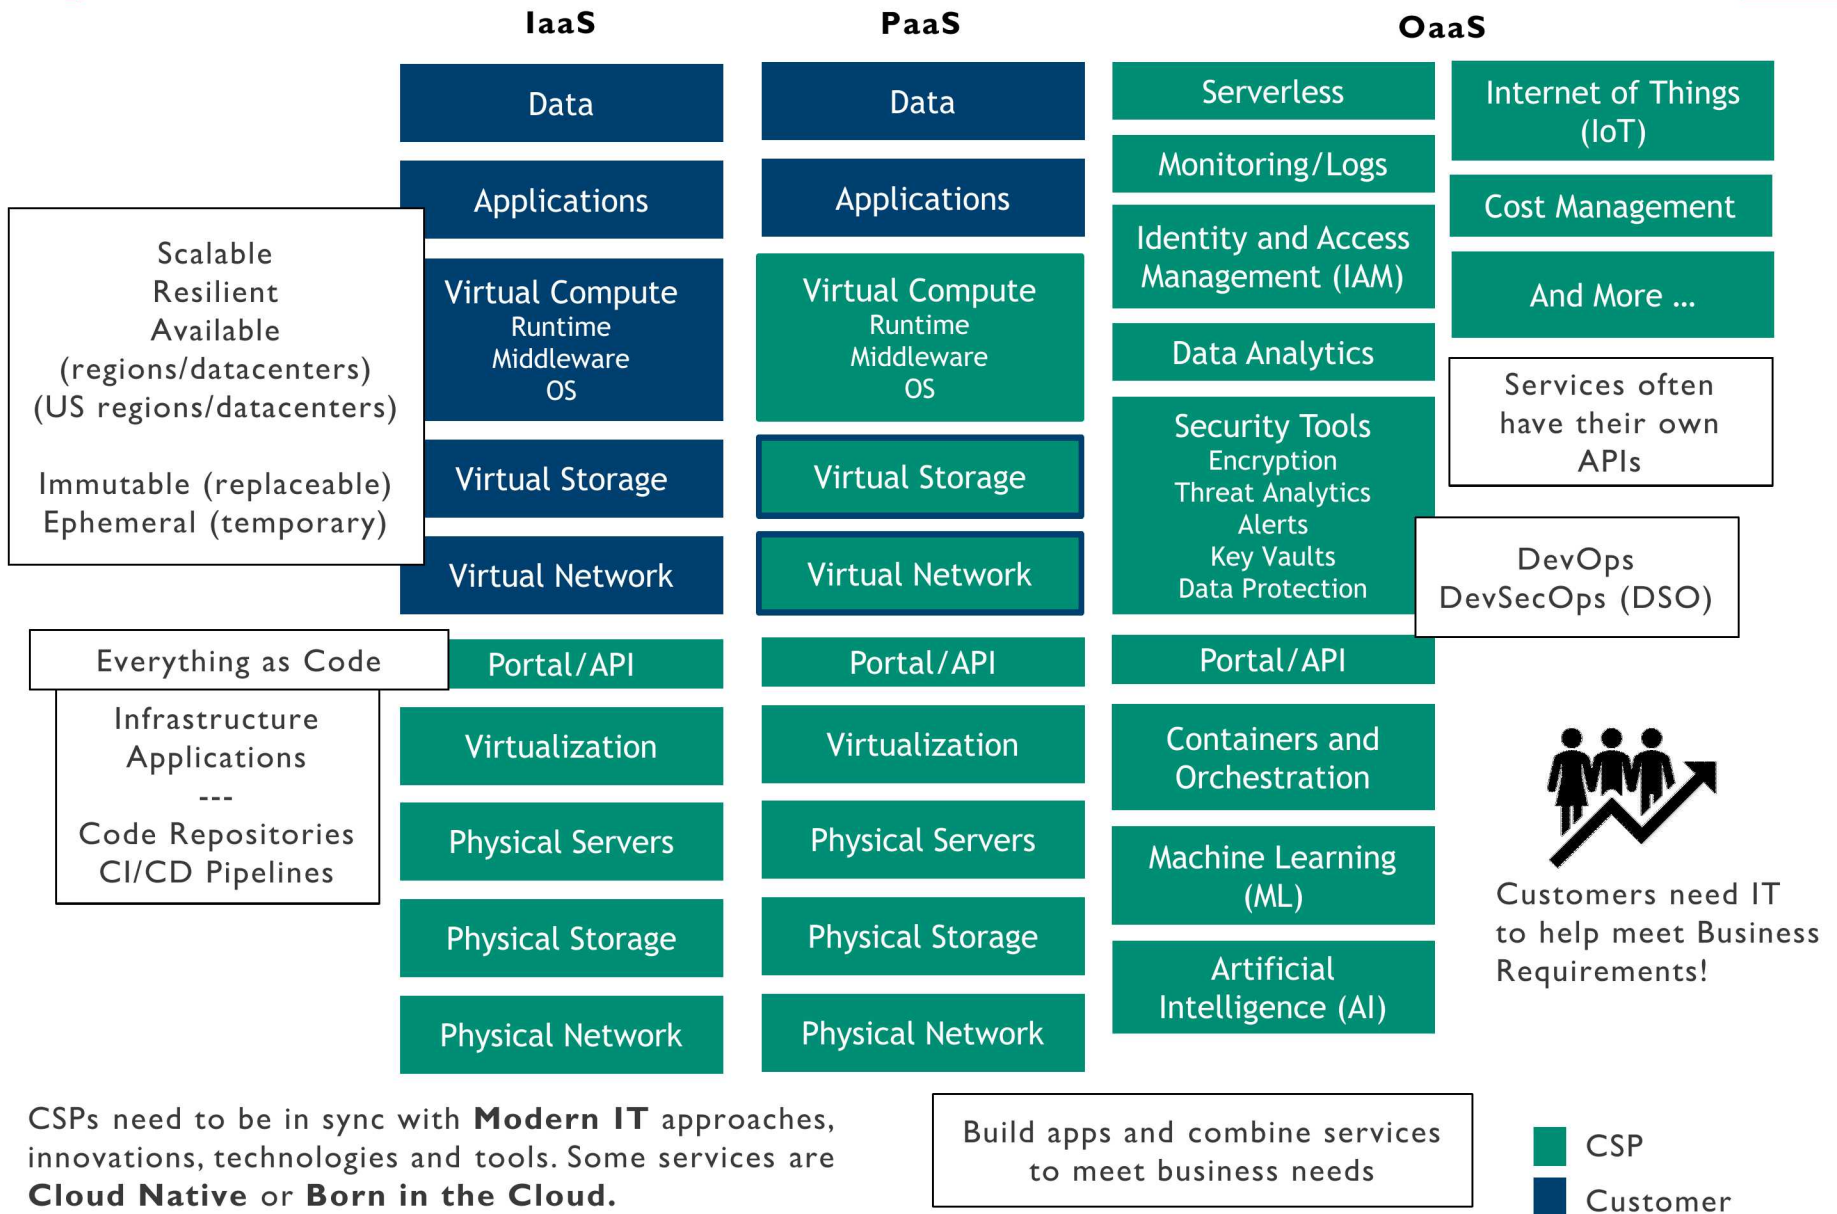 IaaS
PaaS
OaaS
Data
Applications
Virtual Compute
Runtime
Middleware
OS
Virtual Storage
Virtual Network
Portal/API
Virtualization
Physical Servers
Physical Storage
Physical Network
Data
Applications
Virtual Compute
Runtime
Middleware
OS
Virtual Storage
Virtual Network
Portal/API
Virtualization
Physical Servers
Physical Storage
Physical Network
Serverless
Monitoring/Logs
Identity and Access
Management (IAM)
Data Analytics
Security Tools
Encryption
Threat Analytics
Alerts
Key Vaults
Data Protection
Portal/API
Containers and
Orchestration
Machine Learning
(ML)
Artificial
Intelligence (AI)
Internet of Things
(IoT)
Cost Management
And More ...
Services often
have their own
APIs
DevOps
DevSecOps (DSO)
Customers need IT
to help meet Business
Requirements!
Scalable
Resilient
Available
(regions/datacenters)
(US regions/datacenters)
Immutable (replaceable)
Ephemeral (temporary)
Everything as Code
Infrastructure
Applications
---
Code Repositories
CI/CD Pipelines
CSPs need to be in sync with Modern IT approaches,
innovations, technologies and tools. Some services are
Cloud Native or Born in the Cloud.
Build apps and combine services
to meet business needs
CSP
Customer